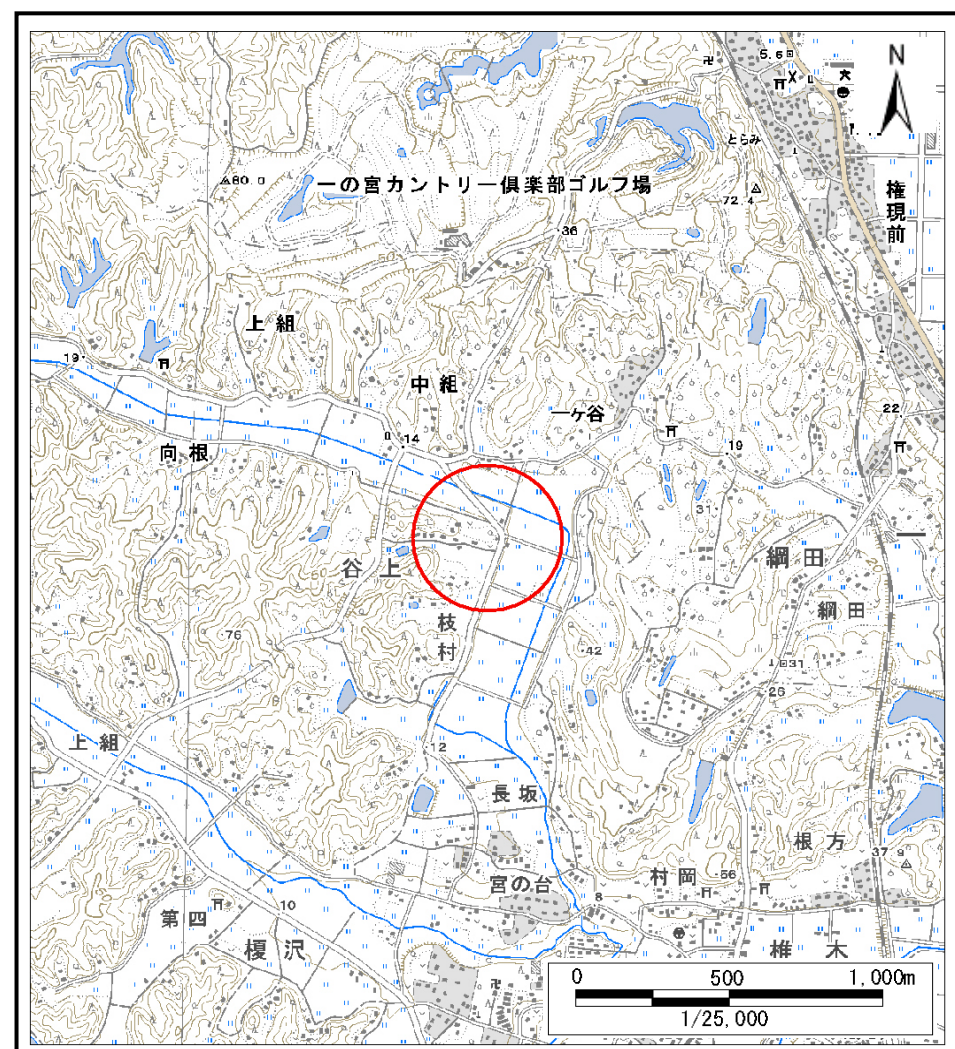 5.6
N
とらみ
80.0
一の宮カントリー倶楽部ゴルフ場
72.4
権現前
36
上組
19
中組
一ヶ谷
22
14
向根
19
31
綱田
谷上
綱田
枝村
76
42
31
26
上組
12
長坂
根方
37.9
宮の台
村岡
56
8
第四
10
榎沢
椎木
0 500 1,000m
1/25,000